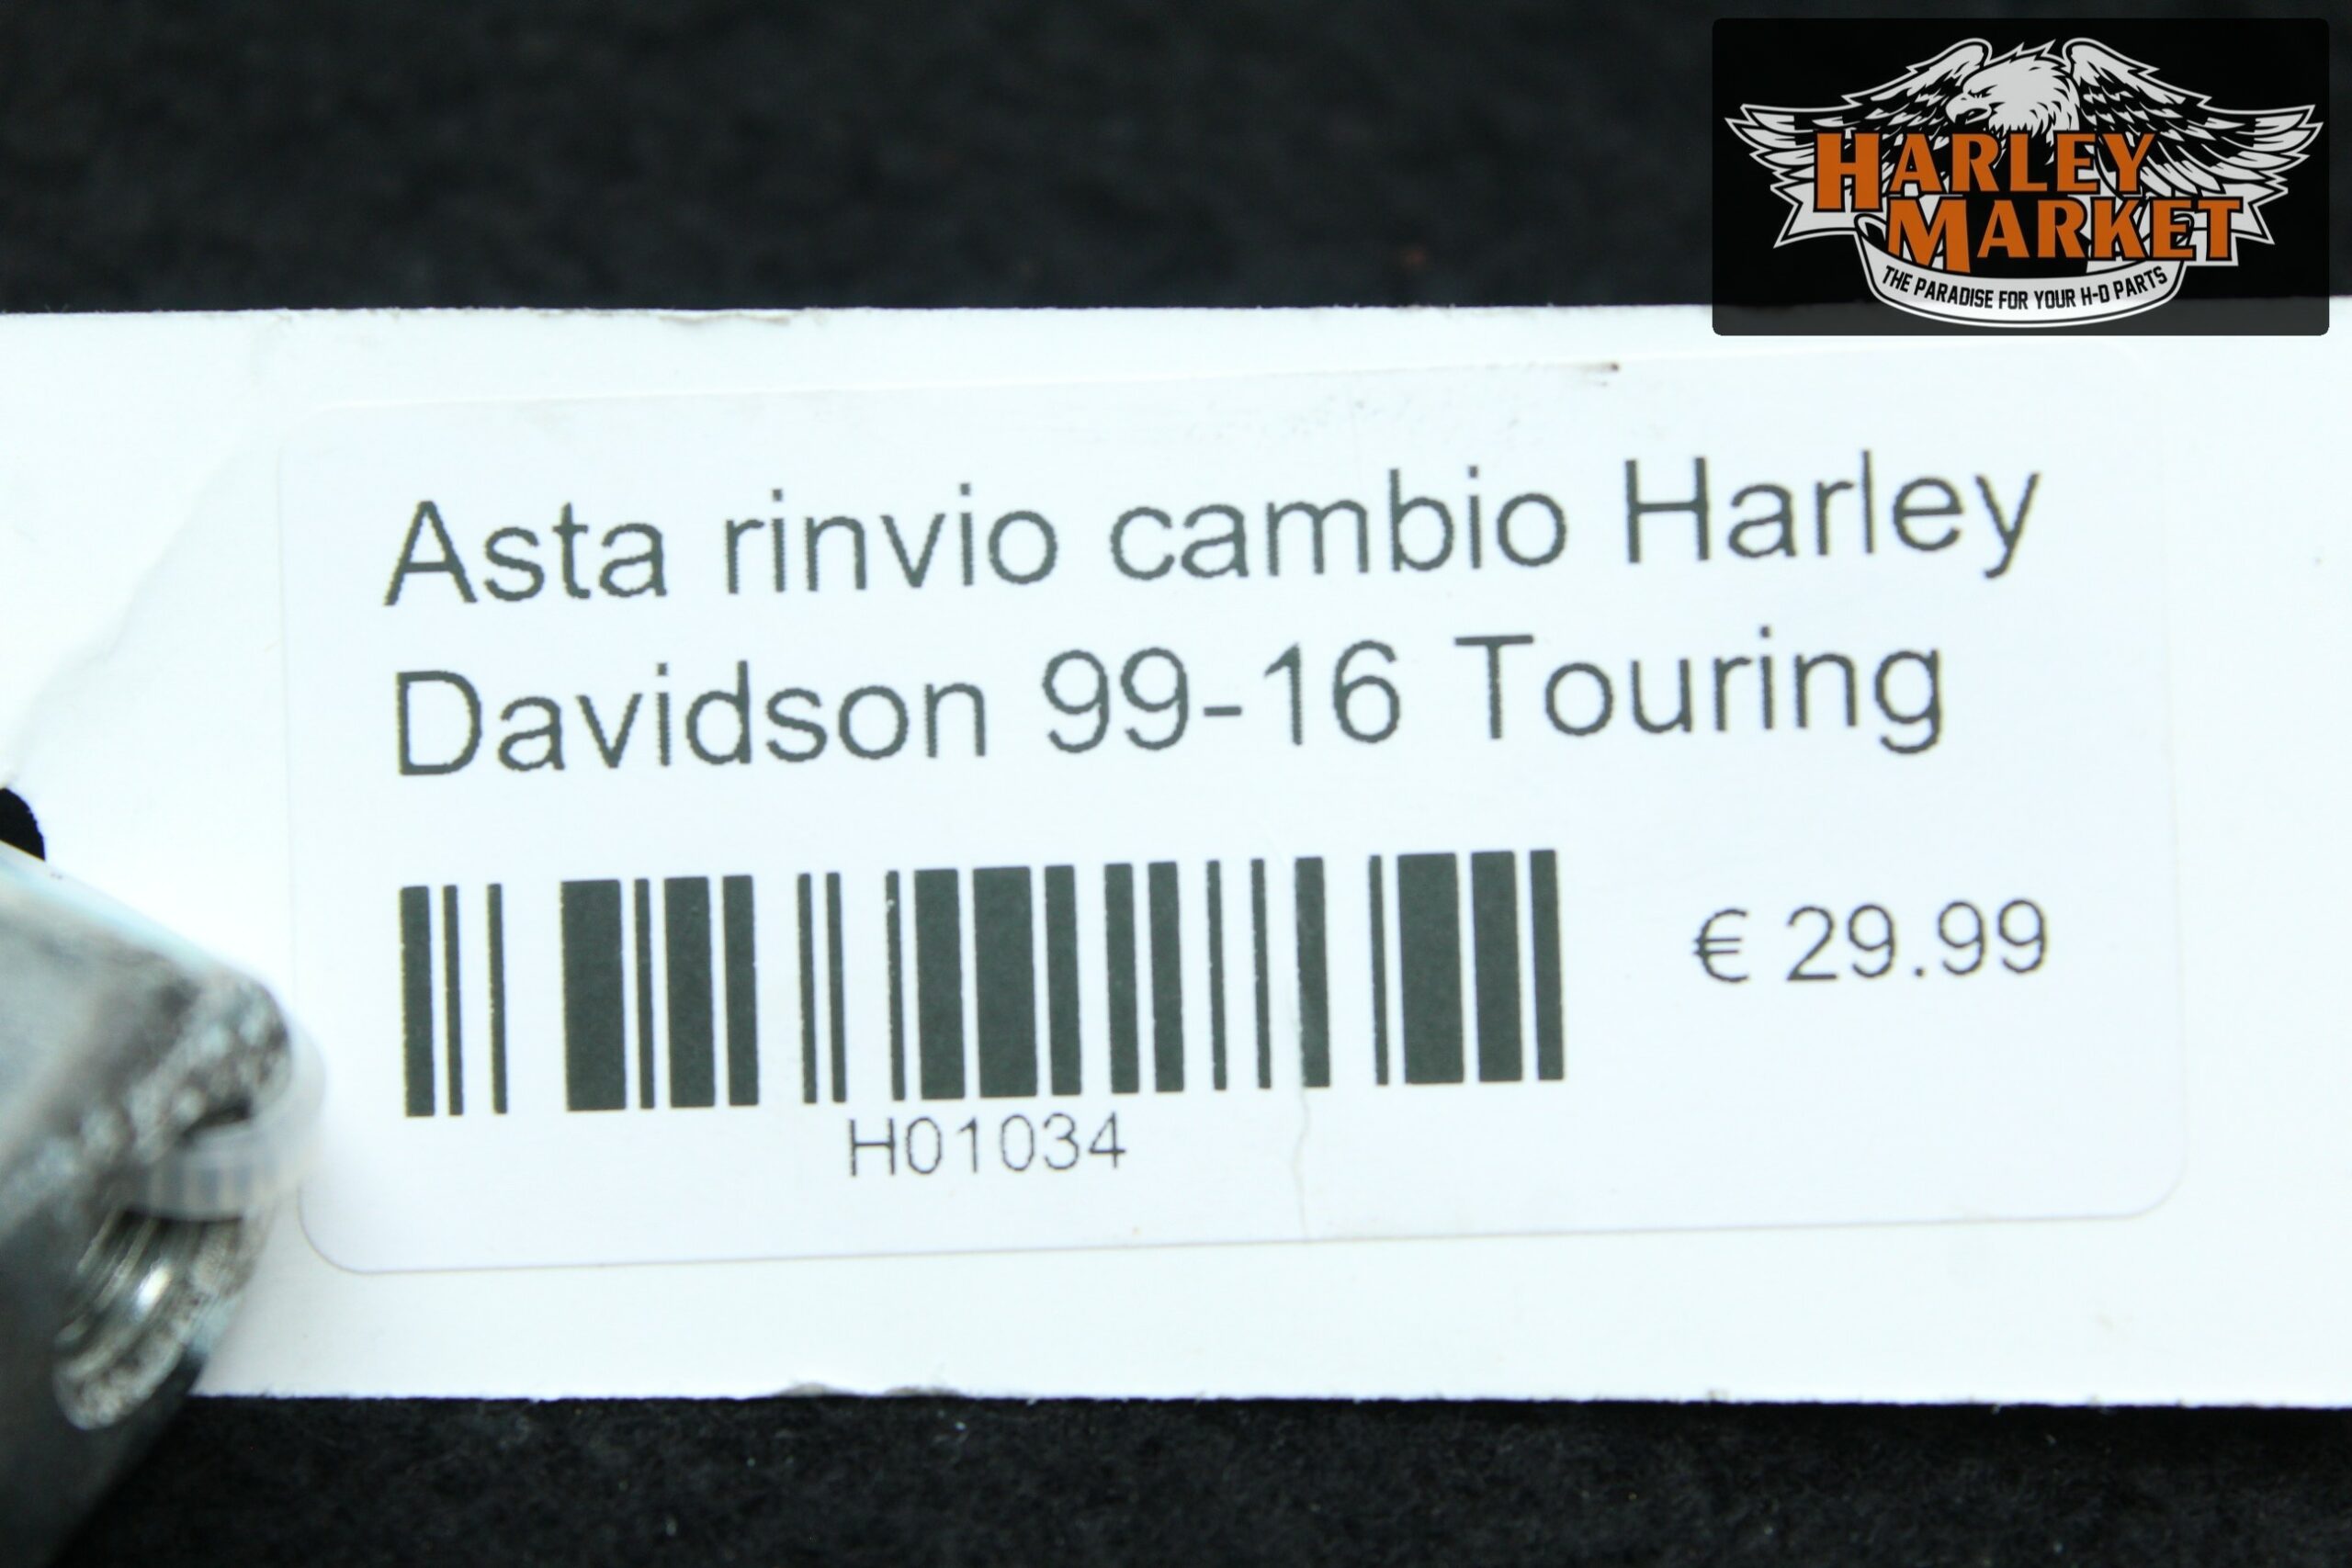 HARLEY
MARKET
THE PARADISE FOR YOUR H-D PARTS
Asta rinvio cambio Harley
Davidson 99-16 Touring
€ 29.99
H01034